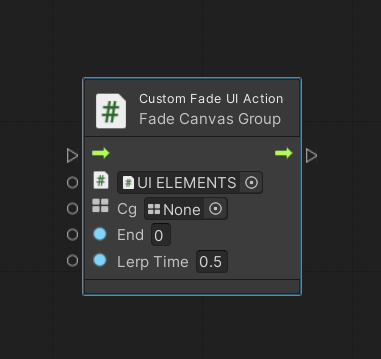 Custom Fade UI Action
Fade Canvas Group
UI ELEMENTS
Cg None
End 0
Lerp Time 0.5